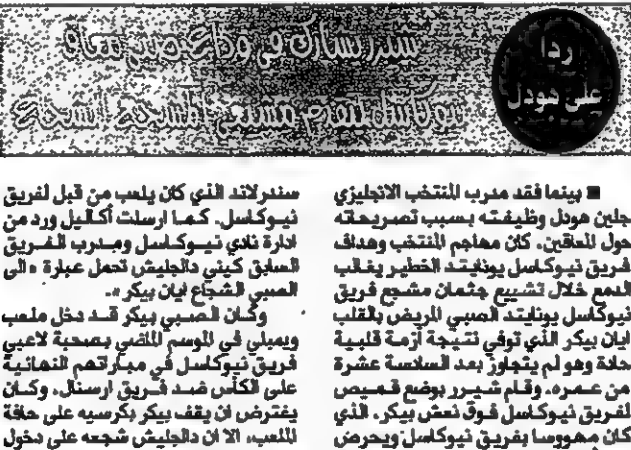 ردا
على هودل
شيرر يشارك في وداع صبي معاق
نيوكاسل يقدم مشجعه الشجاع
■ بينما فقد مدرب المنتخب الانجليزي
جلين هودل وظيفته بسبب تصريحته
حول المعاقين، كان مهاجم المنتخب وهداف
فريق نيوكاسل يونايتد الخطير يغالب
الدمع خلال تشييع جثمان مشجع فريق
نيوكاسل يونايتد الصبي المريض بالقلب
ايان بيكر الذي توفي نتيجة أزمة قلبية
حادة وهو لم يتجاوز بعد السادسة عشرة
من عمره. وقام شيرر بوضع قميص
لفريق نيوكاسل فوق نعش بيكر، الذي
كان مهووسا بفريق نيوكاسل ويحرض
سندرلاند الذي كان يلعب من قبل لفريق
نيوكاسل. كما ارسلت أكاليل ورد من
ادارة نادي نيوكاسل ومدرب الفريق
السابق كيني دالجليش تحمل عبارة «الى
الصبي الشجاع ايان بيكر».
وكان الصبي بيكر قد دخل ملعب
ويمبلي في الموسم الماضي بصحبة لاعبي
فريق نيوكاسل في مباراتهم النهائية
على الكأس ضد فريق ارسنال. وكان
يفترض ان يقف بيكر بكرسيه على حافة
الملعب، الا ان دالجليش شجعه على دخول